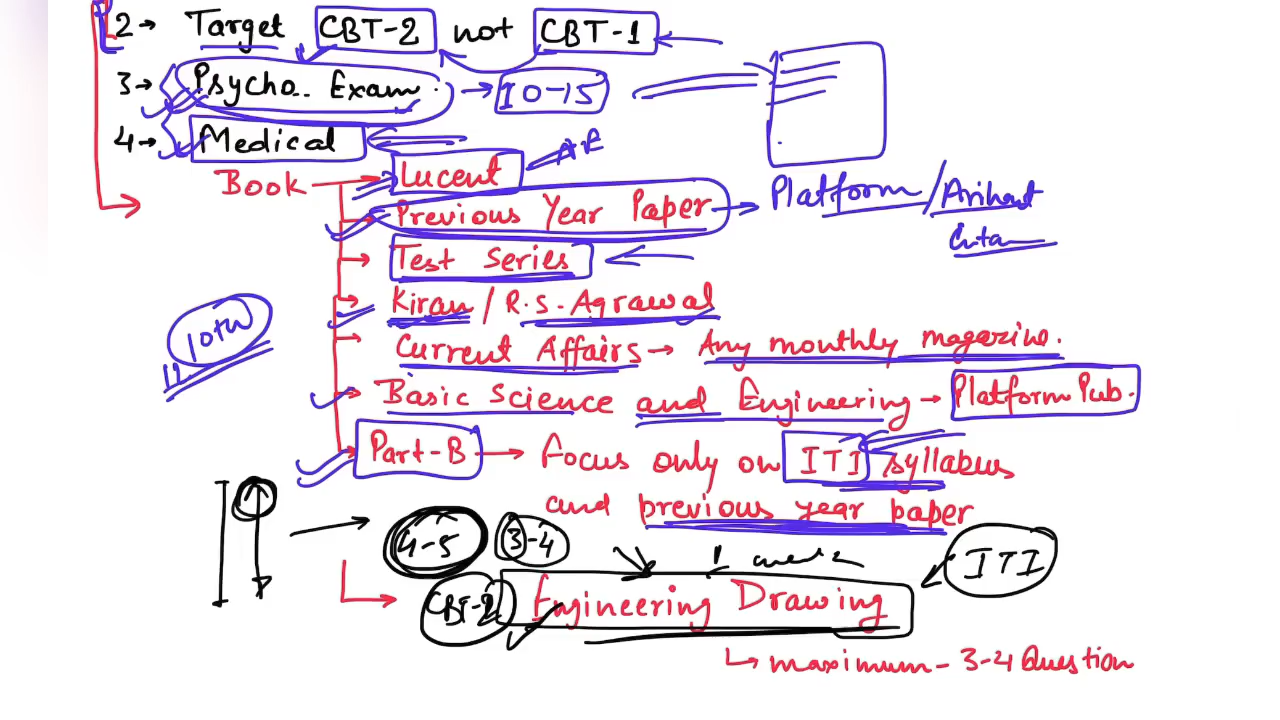 2→ Target CBT-2 not CBT-1
3→ Psycho.. Exam → 10-15
4→ Medical
Book → Lucent
Previous Year Paper → Platform / Arihant
Test Series
Kiran / R.S. Agrawal
10th
12
Current Affairs → Any monthly magazine.
Basic Science and Engineering → Platform Pub.
Part-B → focus only on ITI syllabus
and previous year paper
4-5 3-4
1 ITI
CBT-2 Engineering Drawing
maximum - 3-4 Question